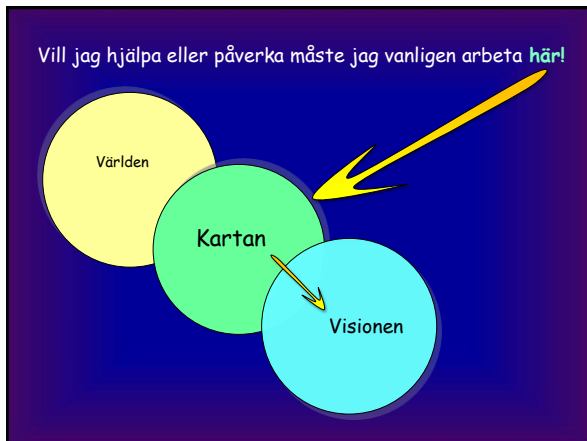 Vill jag hjälpa eller påverka måste jag vanligen arbeta här!
Världen
Kartan
Visionen